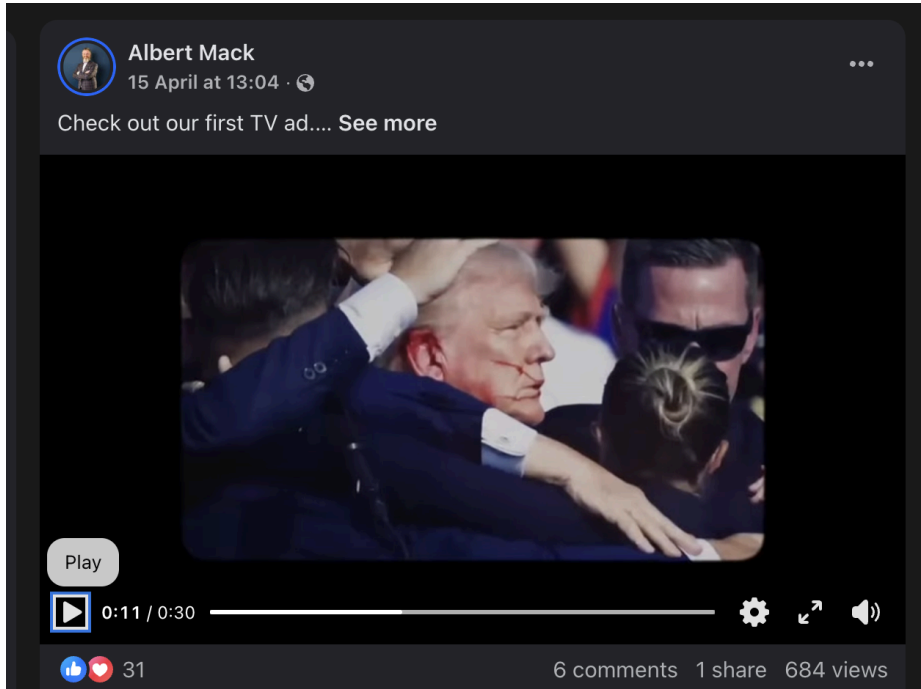 Albert Mack
15 April at 13:04 ·
Check out our first TV ad.... See more
Play
0:11 / 0:30
31
6 comments 1 share 684 views